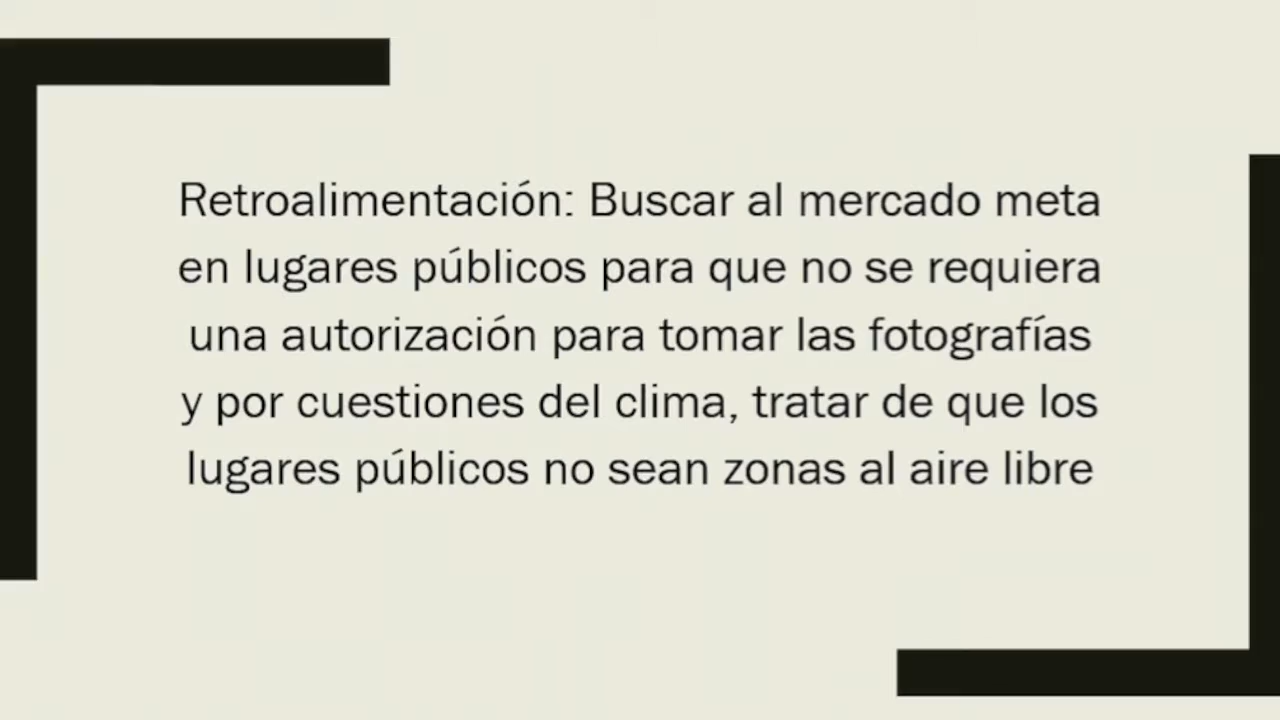 Retroalimentación: Buscar al mercado meta
en lugares públicos para que no se requiera
una autorización para tomar las fotografías
y por cuestiones del clima, tratar de que los
lugares públicos no sean zonas al aire libre